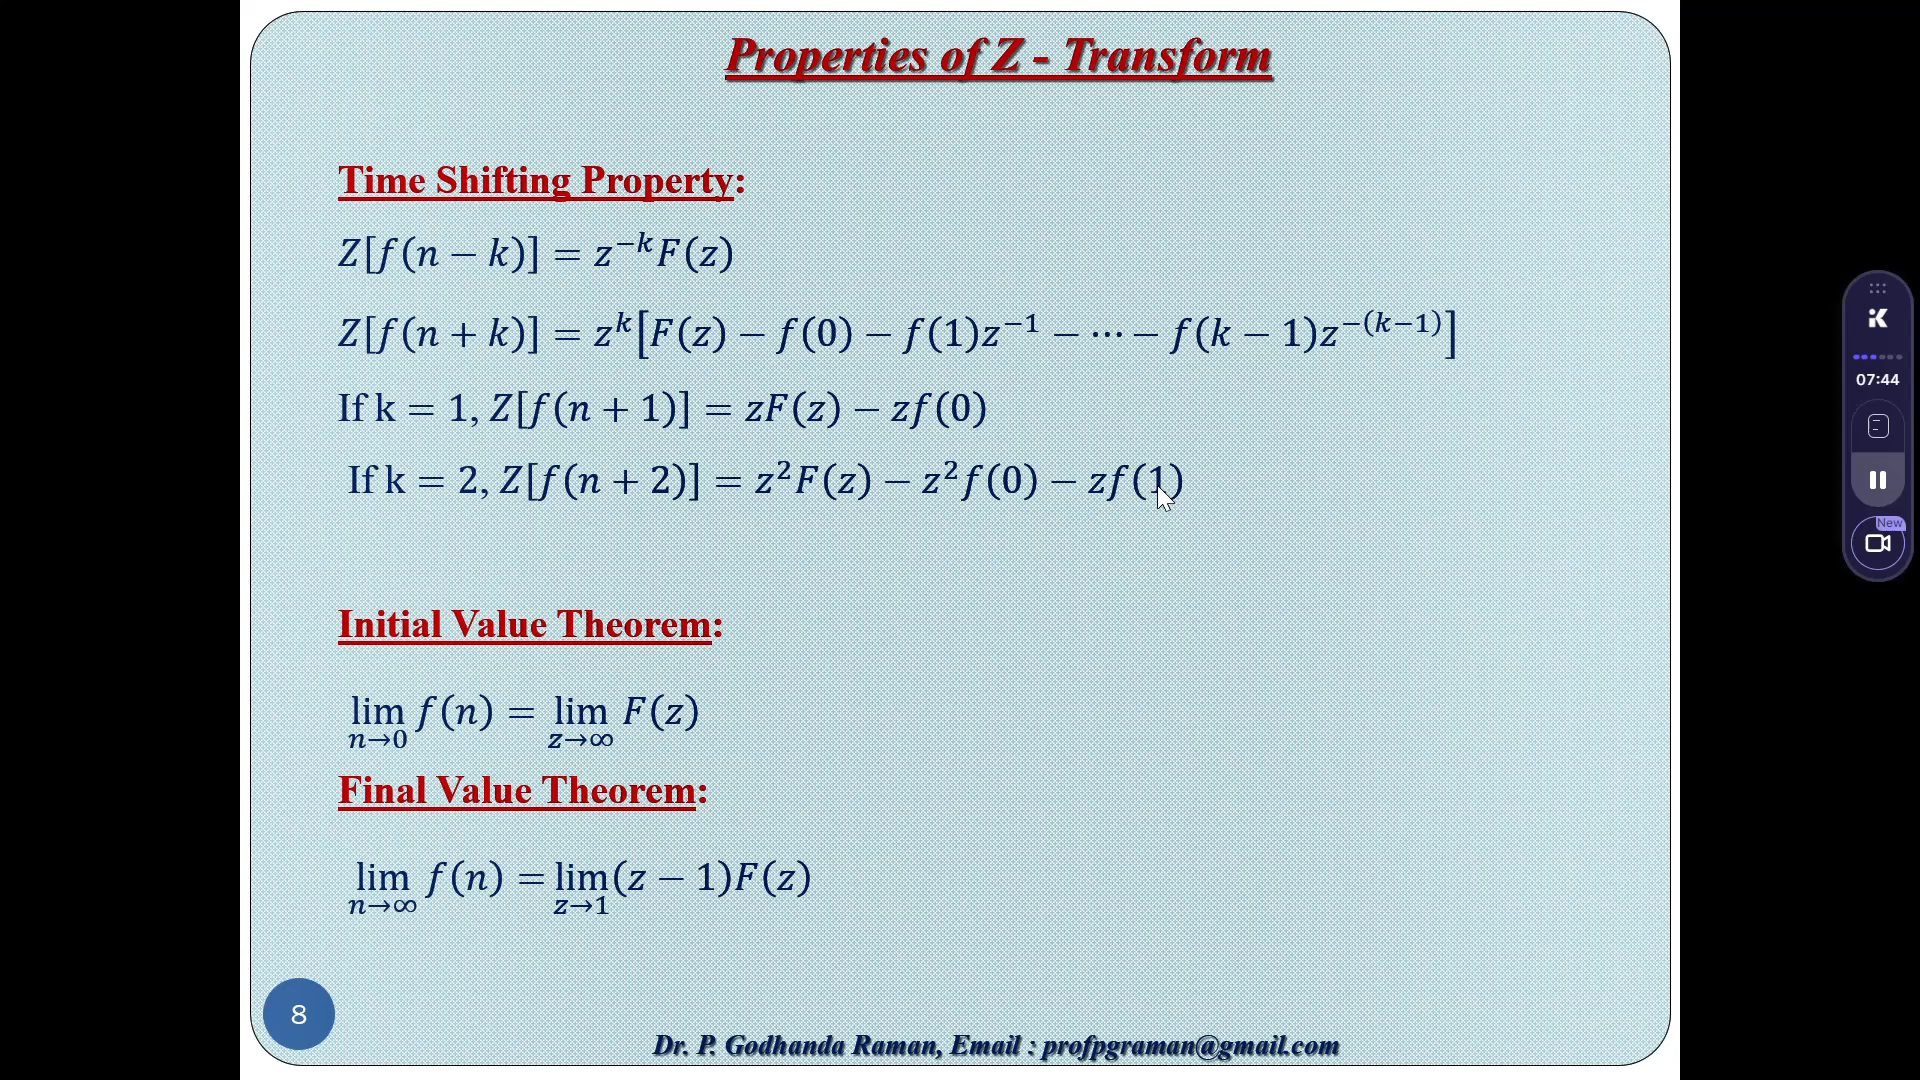 Properties of Z - Transform
Time Shifting Property:
Z[f(n − k)] = z^{−k}F(z)
Z[f(n + k)] = z^k[F(z) − f(0) − f(1)z^{−1} − ⋯ − f(k − 1)z^{−(k−1)}]
If k = 1, Z[f(n + 1)] = zF(z) − zf(0)
If k = 2, Z[f(n + 2)] = z²F(z) − z²f(0) − zf(1)
Initial Value Theorem:
lim_{n→0} f(n) = lim_{z→∞} F(z)
Final Value Theorem:
lim_{n→∞} f(n) = lim_{z→1}(z − 1)F(z)
8
Dr. P. Godhanda Raman, Email : profpgraman@gmail.com
07:44
New